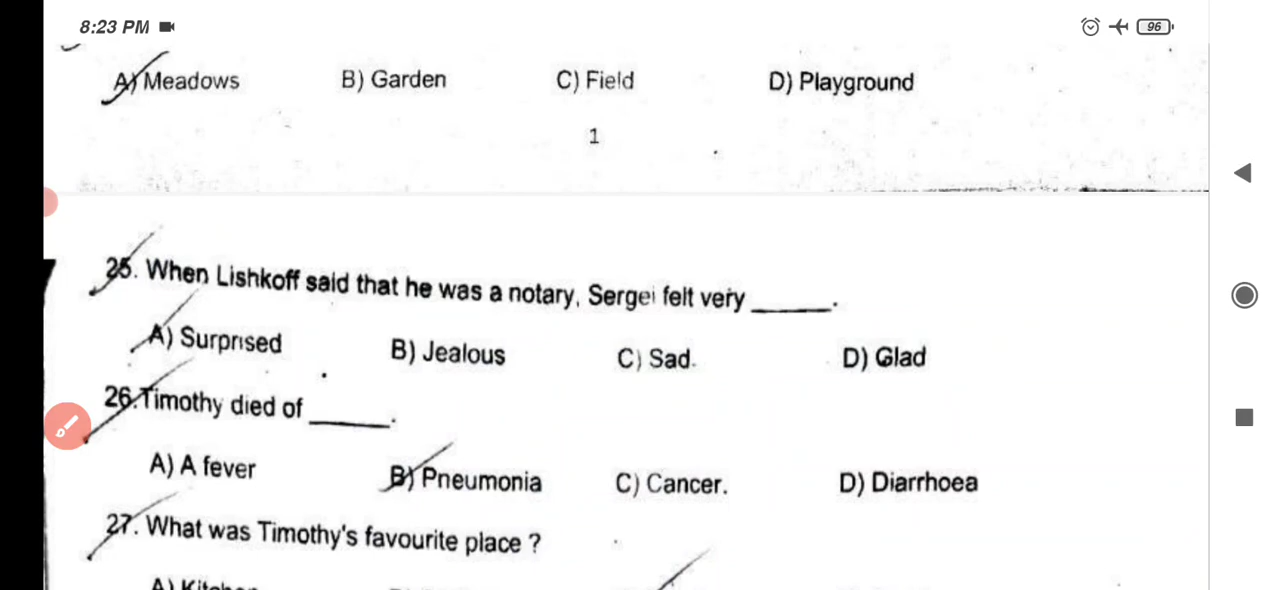 8:23 PM
96
A) Meadows B) Garden C) Field D) Playground
1
25. When Lishkoff said that he was a notary, Sergei felt very ______.
A) Surprised B) Jealous C) Sad. D) Glad
26. Timothy died of ______.
A) A fever B) Pneumonia C) Cancer. D) Diarrhoea
27. What was Timothy's favourite place ?
A)